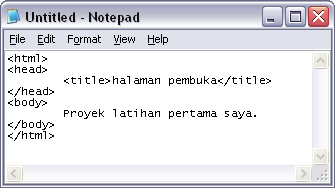 Untitled - Notepad
File Edit Format View Help
<html>
<head>
<title>halaman pembuka</title>
</head>
<body>
Proyek latihan pertama saya.
</body>
</html>